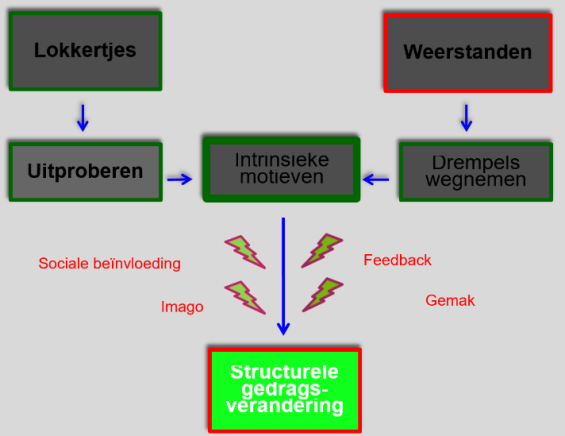 Lokkertjes
Weerstanden
Uitproberen
Intrinsieke
motieven
Drempels
wegnemen
Sociale beïnvloeding
Feedback
Imago
Gemak
Structurele
gedrags-
verandering